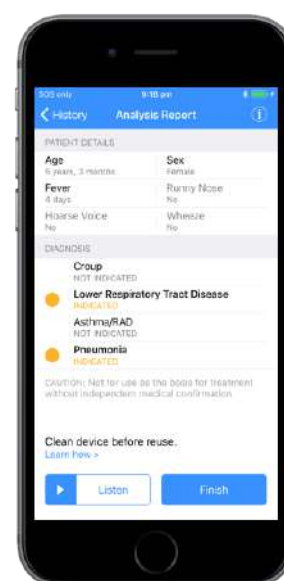 SOS only 9:18 pm
History Analysis Report
PATIENT DETAILS
Age Sex
6 years, 3 months Female
Fever Runny Nose
4 days No
Hoarse Voice Wheeze
No No
DIAGNOSIS
Croup
NOT INDICATED
Lower Respiratory Tract Disease
INDICATED
Asthma/RAD
NOT INDICATED
Pneumonia
INDICATED
CAUTION: Not for use as the basis for treatment
without independent medical confirmation
Clean device before reuse.
Learn how >
Listen Finish